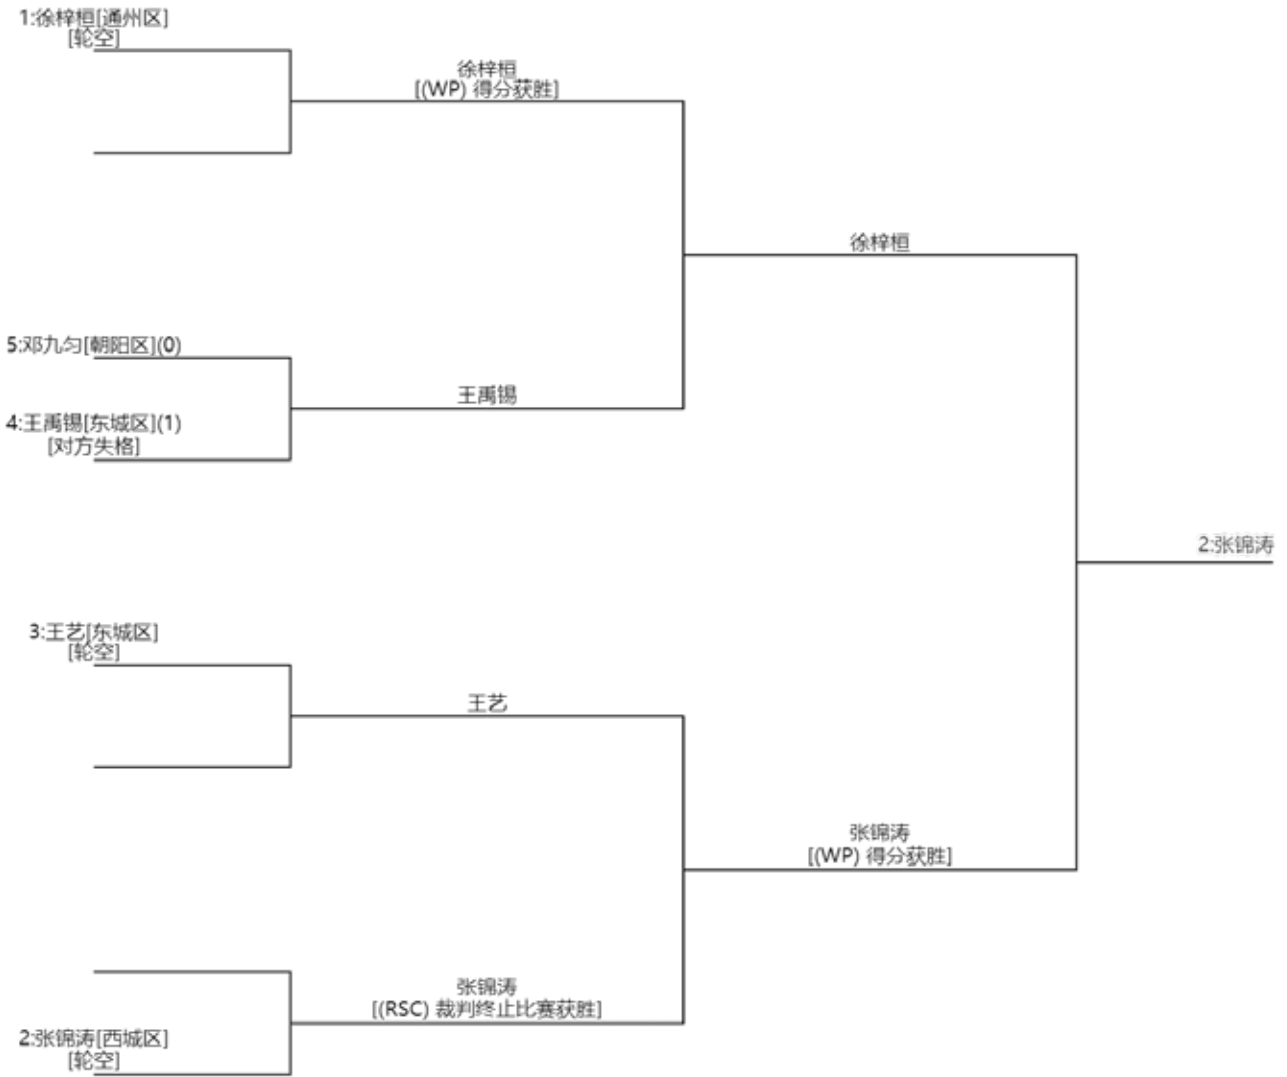 1:徐梓桓[通州区]
[轮空]
徐梓桓
[(WP) 得分获胜]
徐梓桓
5:邓九匀[朝阳区](0)
王禹锡
4:王禹锡[东城区](1)
[对方失格]
2:张锦涛
3:王艺[东城区]
[轮空]
王艺
张锦涛
[(WP) 得分获胜]
张锦涛
[(RSC) 裁判终止比赛获胜]
2:张锦涛[西城区]
[轮空]